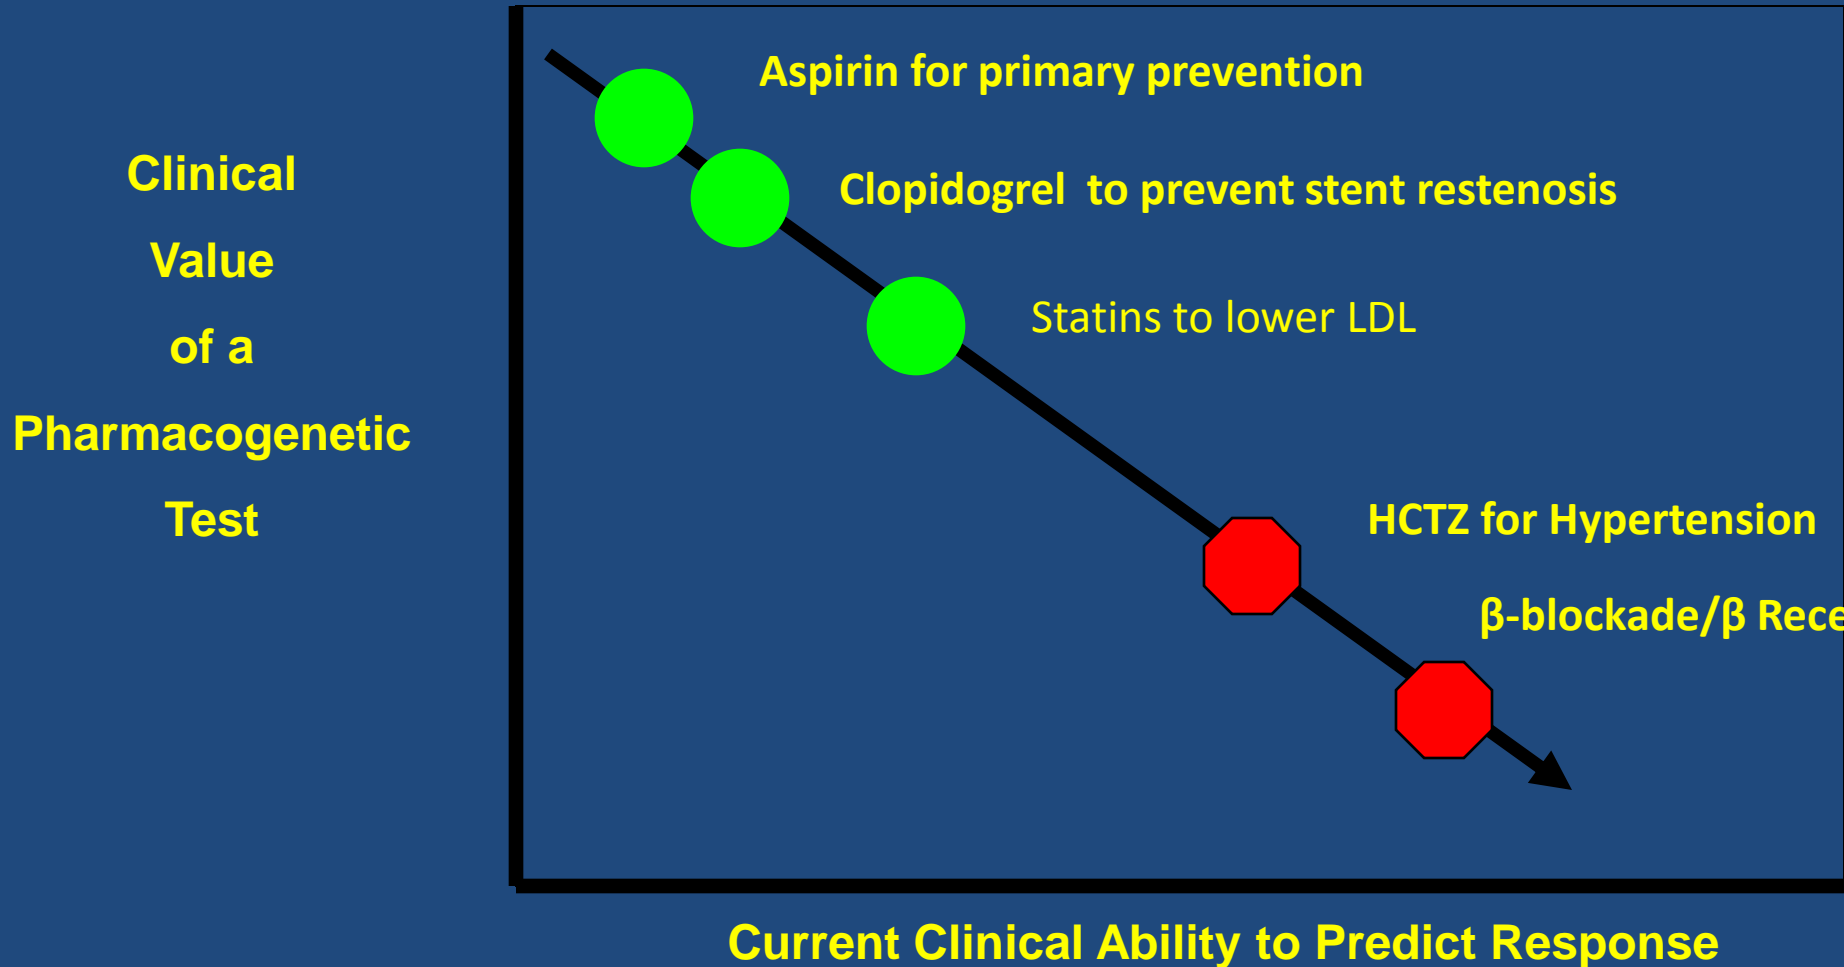 Aspirin for primary prevention
Clopidogrel to prevent stent restenosis
Statins to lower LDL
HCTZ for Hypertension
β-blockade/β
Clinical
Value
of a
Pharmacogenetic
Test
Current Clinical Ability to Predict Response